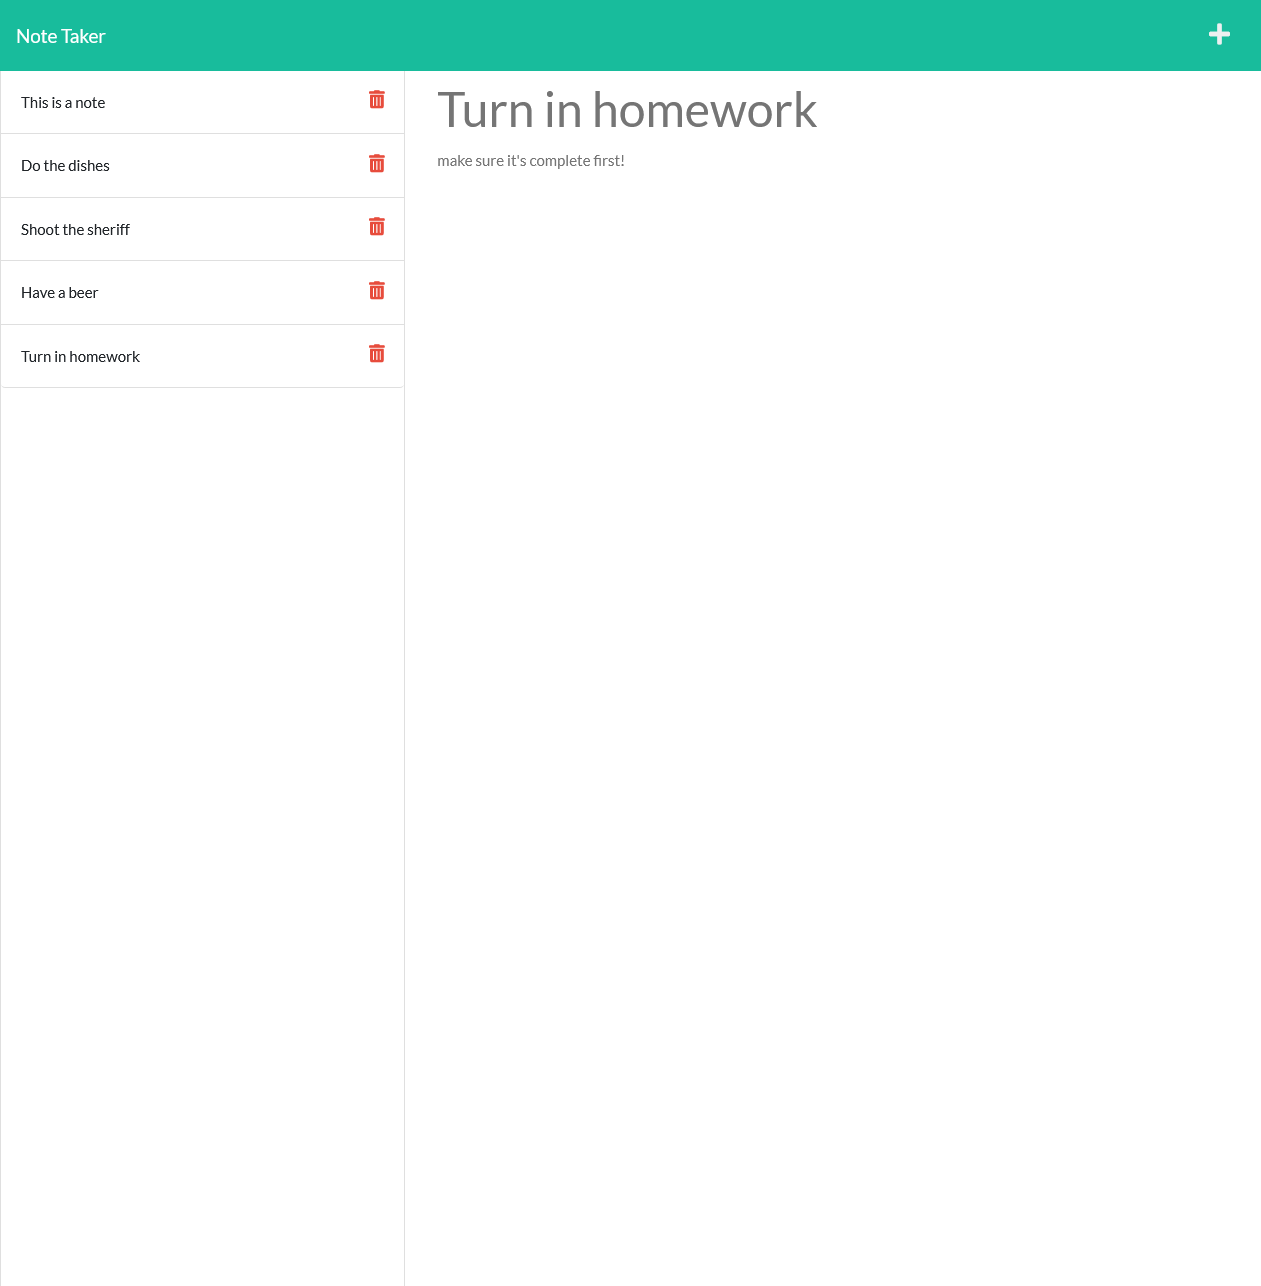 Note Taker
This is a note
Do the dishes
Shoot the sheriff
Have a beer
Turn in homework
Turn in homework
make sure it's complete first!